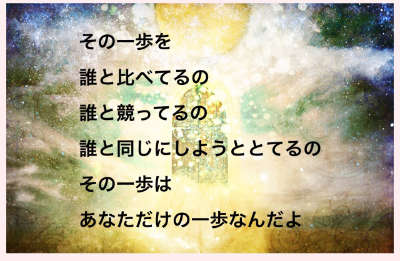 その一歩を
誰と比べてるの
誰と競ってるの
誰と同じにしようととてるの
その一歩は
あなただけの一歩なんだよ